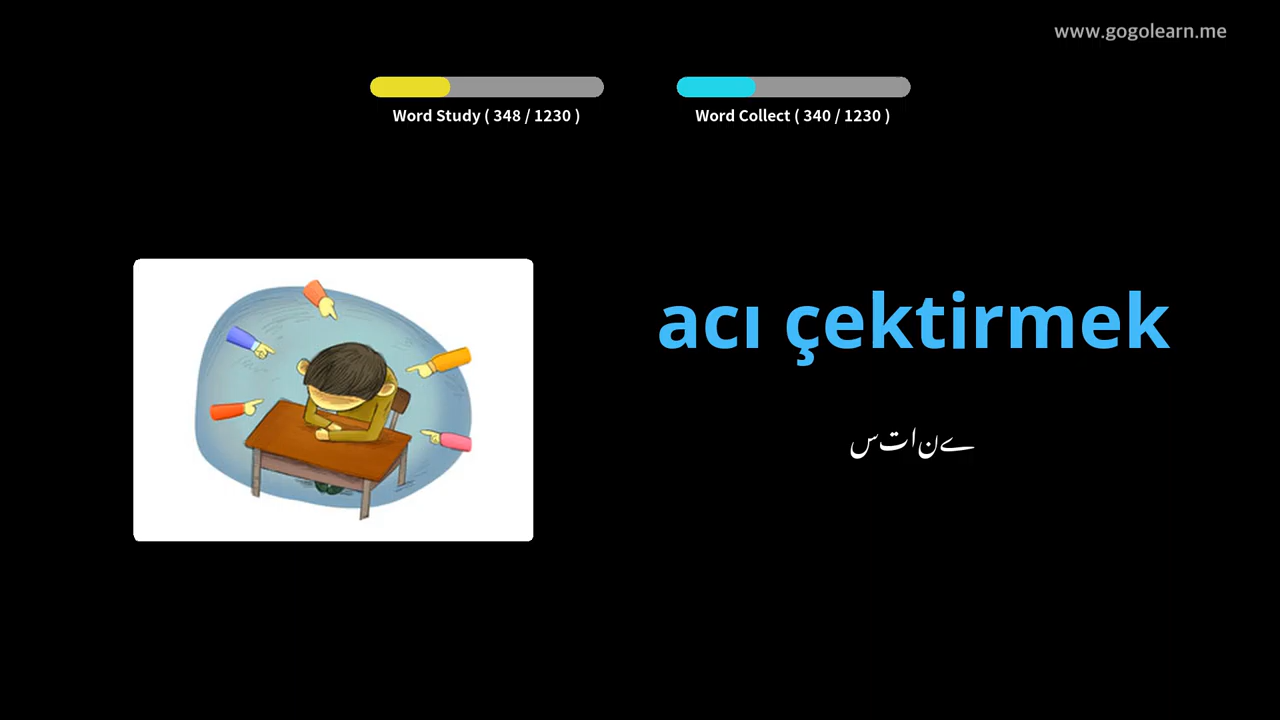 www.gogolearn.me
Word Study ( 348 / 1230 )
Word Collect ( 340 / 1230 )
acı çektirmek
ستانے